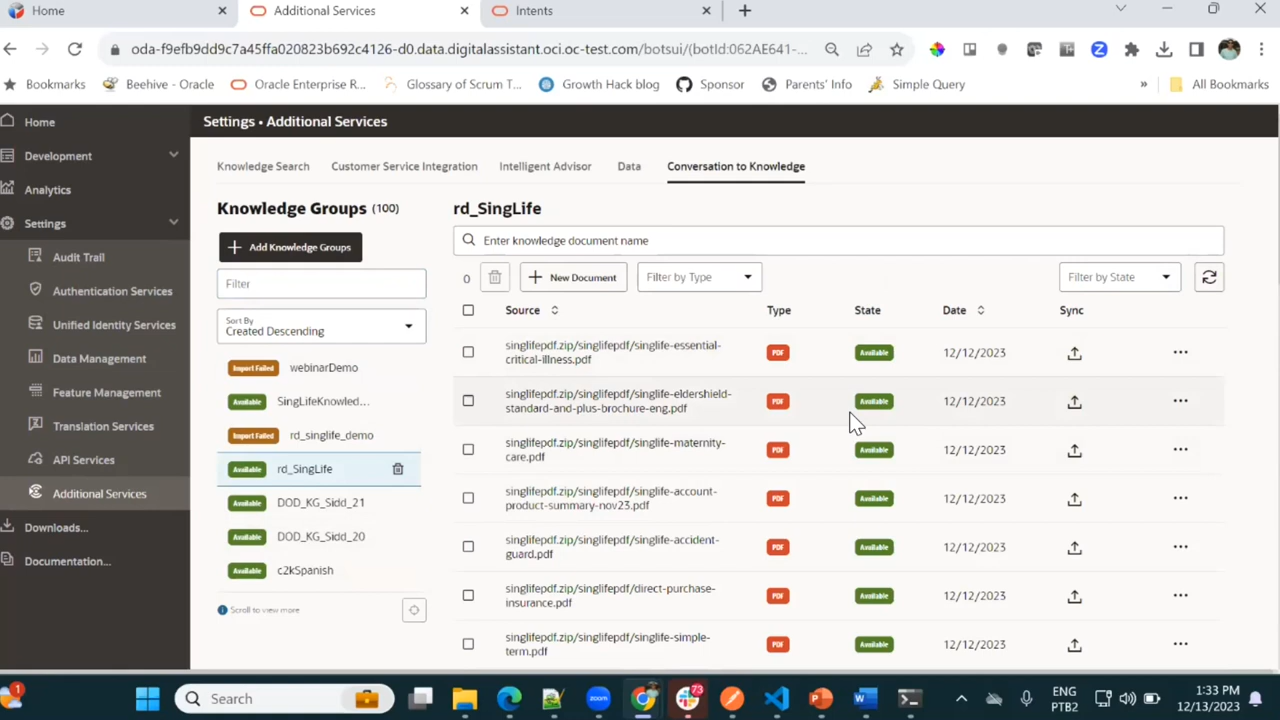 Home
Additional Services
Intents
oda-f9efb9dd9c7a45ffa020823b692c4126-d0.data.digitalassistant.oci.oc-test.com/botsui/(botId:062AE641-...
Bookmarks
Beehive - Oracle
Oracle Enterprise R...
Glossary of Scrum T...
Growth Hack blog
Sponsor
Parents' Info
Simple Query
»
All Bookmarks
Home
Development
Analytics
Settings
Audit Trail
Authentication Services
Unified Identity Services
Data Management
Feature Management
Translation Services
API Services
Additional Services
Downloads...
Documentation...
Settings • Additional Services
Knowledge Search
Customer Service Integration
Intelligent Advisor
Data
Conversation to Knowledge
Knowledge Groups (100)
Add Knowledge Groups
Filter
Sort By
Created Descending
Import Failed webinarDemo
Available SingLifeKnowled...
Import Failed rd_singlife_demo
Available rd_SingLife
Available DOD_KG_Sidd_21
Available DOD_KG_Sidd_20
Available c2kSpanish
Scroll to view more
rd_SingLife
Enter knowledge document name
0
New Document
Filter by Type
Filter by State
Source Type State Date Sync
singlifepdf.zip/singlifepdf/singlife-essential-
critical-illness.pdf
PDF Available 12/12/2023
singlifepdf.zip/singlifepdf/singlife-eldershield-
standard-and-plus-brochure-eng.pdf
PDF Available 12/12/2023
singlifepdf.zip/singlifepdf/singlife-maternity-
care.pdf
PDF Available 12/12/2023
singlifepdf.zip/singlifepdf/singlife-account-
product-summary-nov23.pdf
PDF Available 12/12/2023
singlifepdf.zip/singlifepdf/singlife-accident-
guard.pdf
PDF Available 12/12/2023
singlifepdf.zip/singlifepdf/direct-purchase-
insurance.pdf
PDF Available 12/12/2023
singlifepdf.zip/singlifepdf/singlife-simple-
term.pdf
PDF Available 12/12/2023
1
Search
zoom
73
ENG
PTB2
1:33 PM
12/13/2023